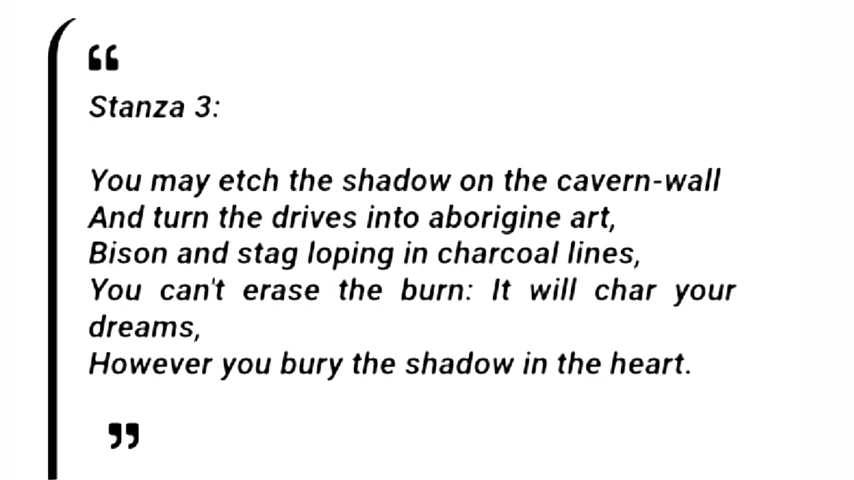 “
Stanza 3:
You may etch the shadow on the cavern-wall
And turn the drives into aborigine art,
Bison and stag loping in charcoal lines,
You can't erase the burn: It will char your
dreams,
However you bury the shadow in the heart.
”